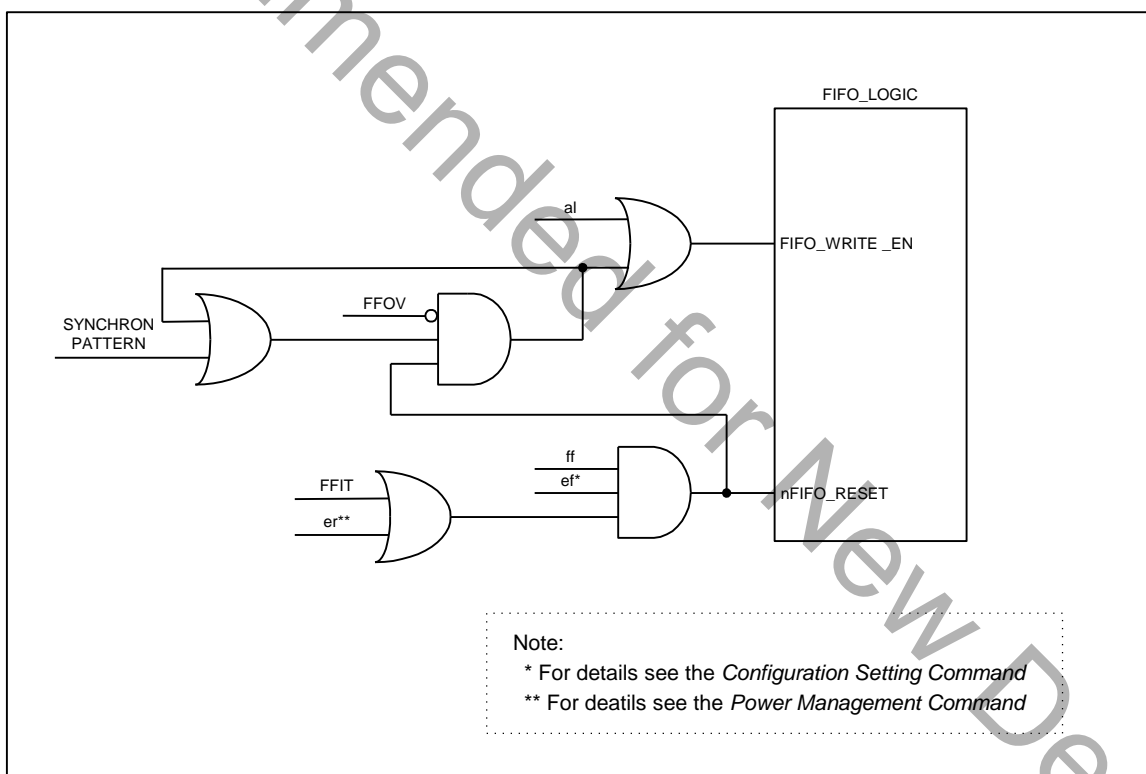 FIFO_LOGIC
al
FIFO_WRITE _EN
FFOV
SYNCHRON
PATTERN
ff
ef*
FFIT
er**
nFIFO_RESET
Note:
* For details see the Configuration Setting Command
** For deatils see the Power Management Command
mended for New De